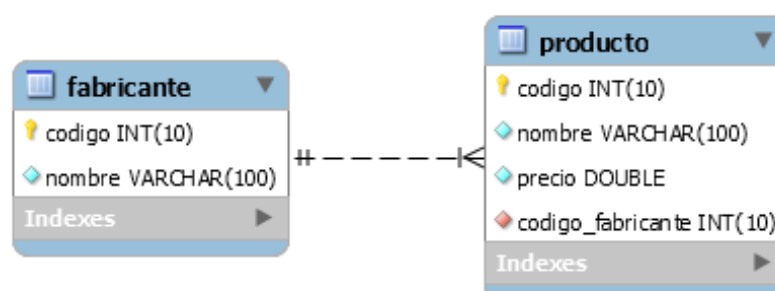 fabricante
codigo INT(10)
nombre VARCHAR(100)
Indexes
producto
codigo INT(10)
nombre VARCHAR(100)
precio DOUBLE
codigo_fabricante INT(10)
Indexes